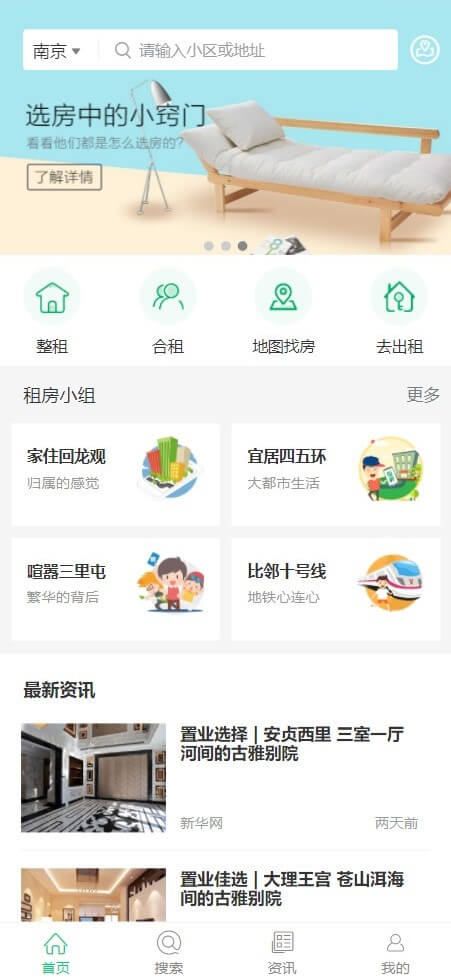 南京
请输入小区或地址
选房中的小窍门
看看他们都是怎么选房的?
了解详情
整租
合租
地图找房
去出租
租房小组
更多
家住回龙观
归属的感觉
宜居四五环
大都市生活
喧嚣三里屯
繁华的背后
比邻十号线
地铁心连心
最新资讯
置业选择 | 安贞西里 三室一厅
河间的古雅别院
新华网
两天前
置业佳选 | 大理王宫 苍山洱海
间的古雅别院
首页
搜索
资讯
我的